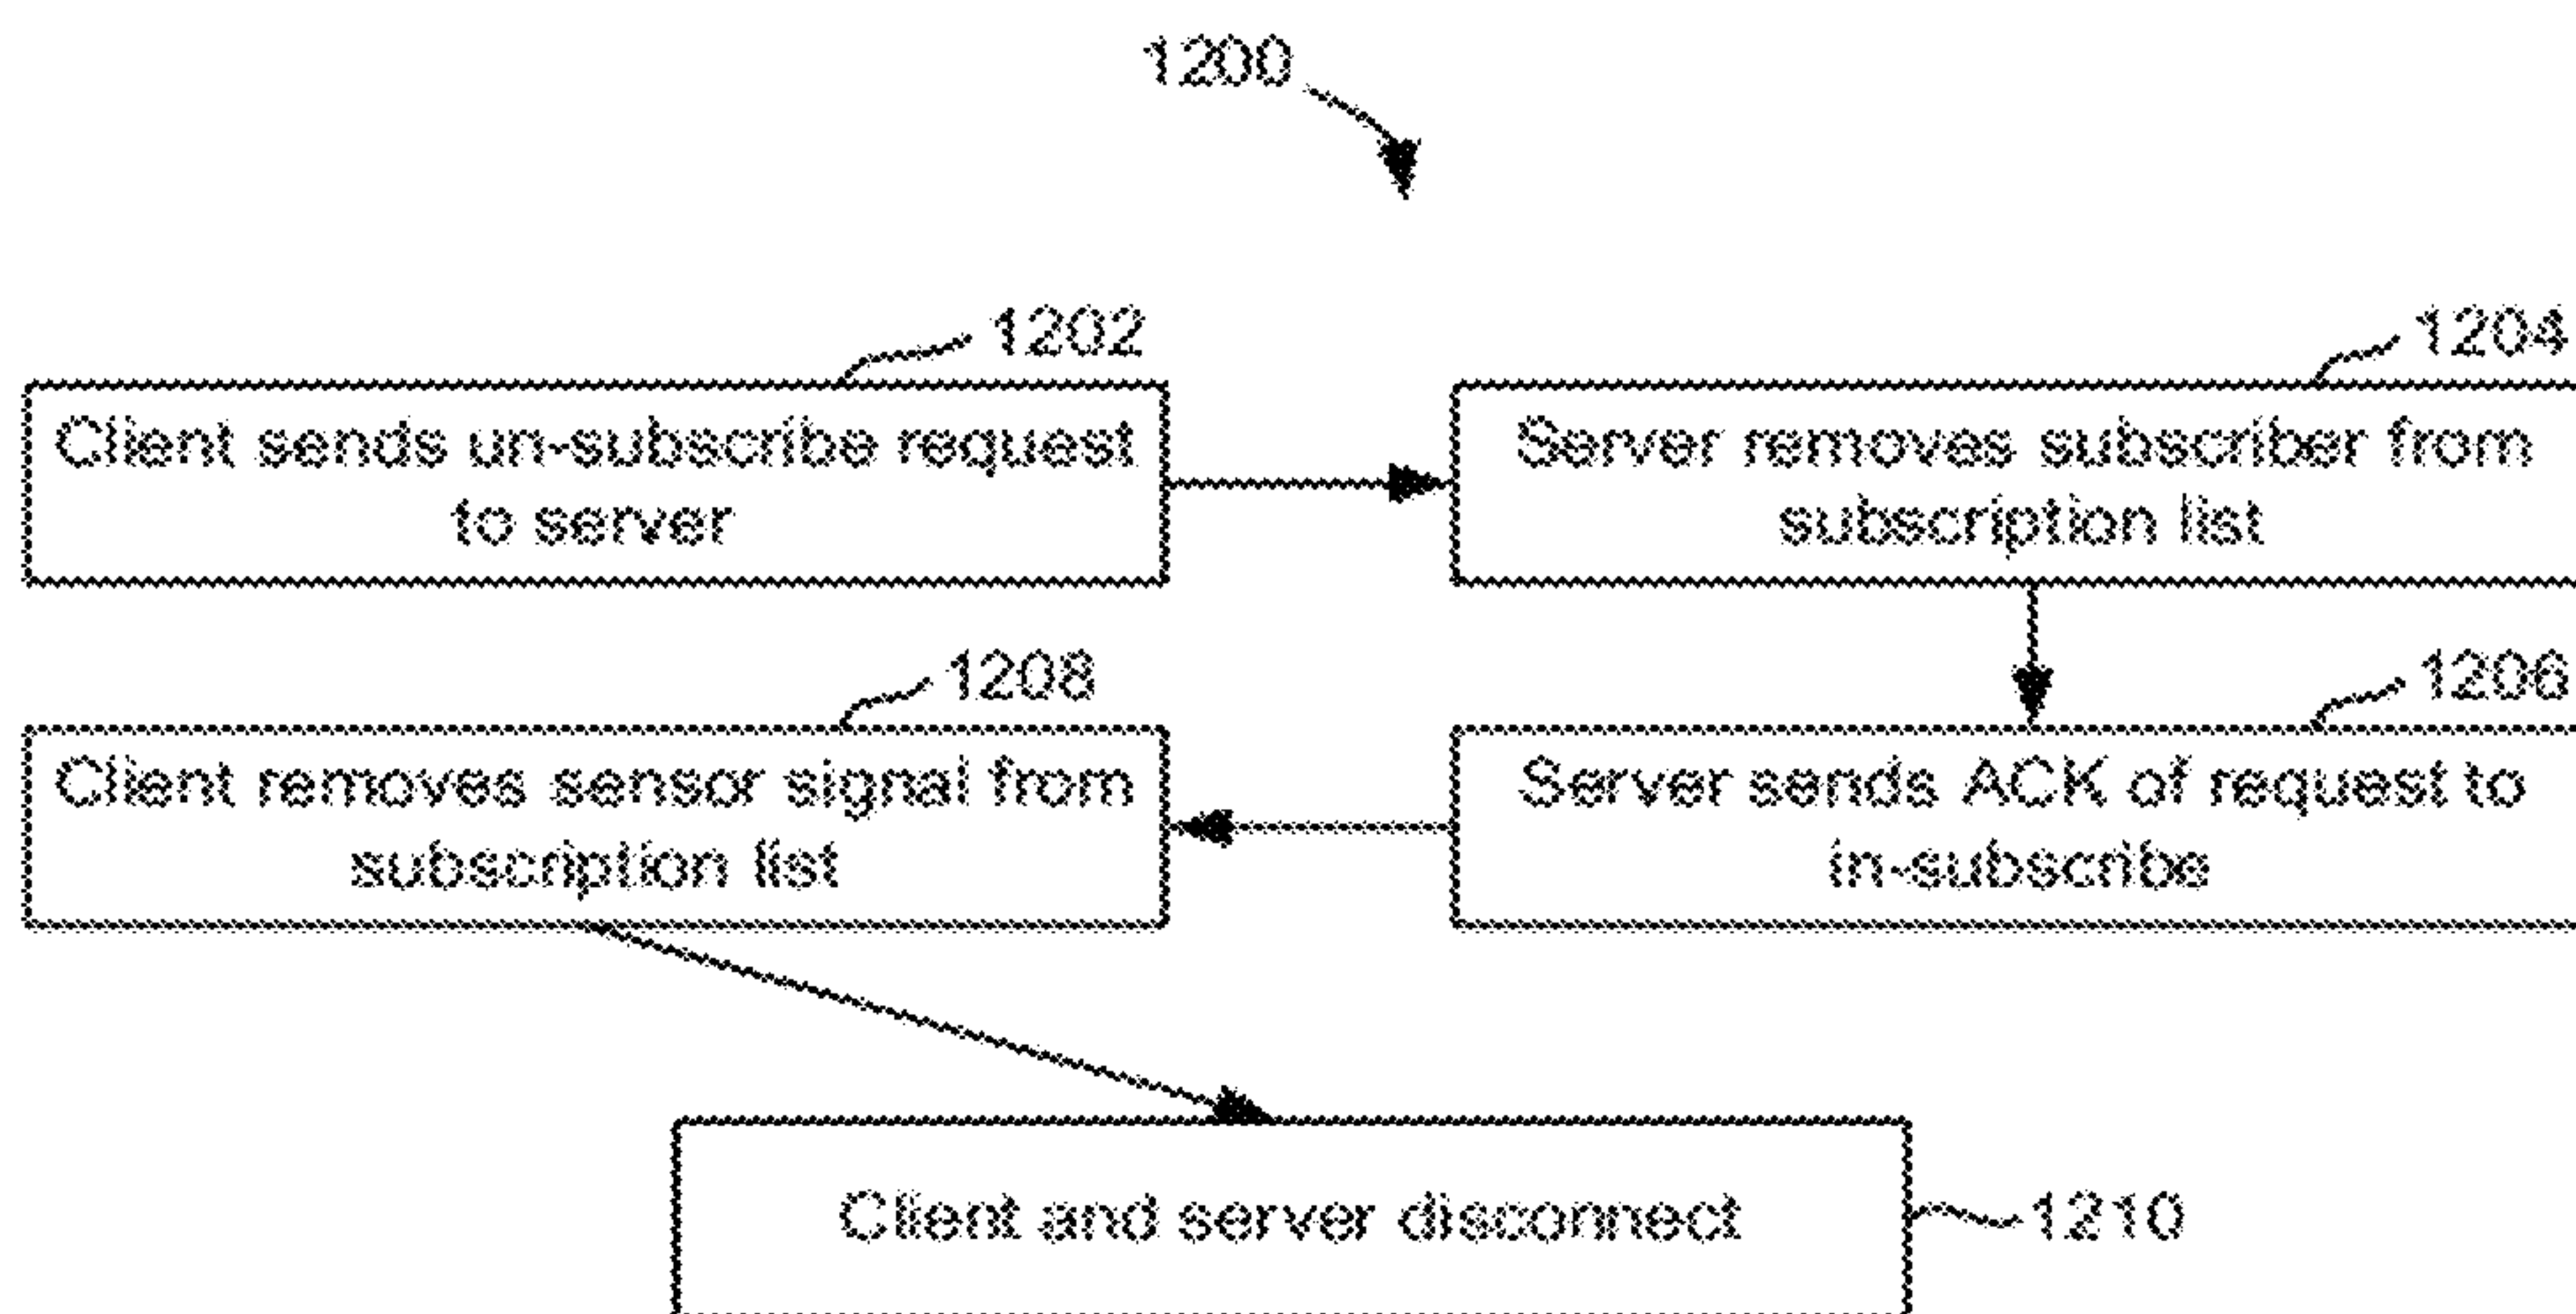 1200
1202
Client sends un-subscribe request
to server
1204
Server removes subscriber from
subscription list
1208
Client removes sensor signal from
subscription list
1206
Server sends ACK of request to
in-subscribe
Client and server disconnect
1210